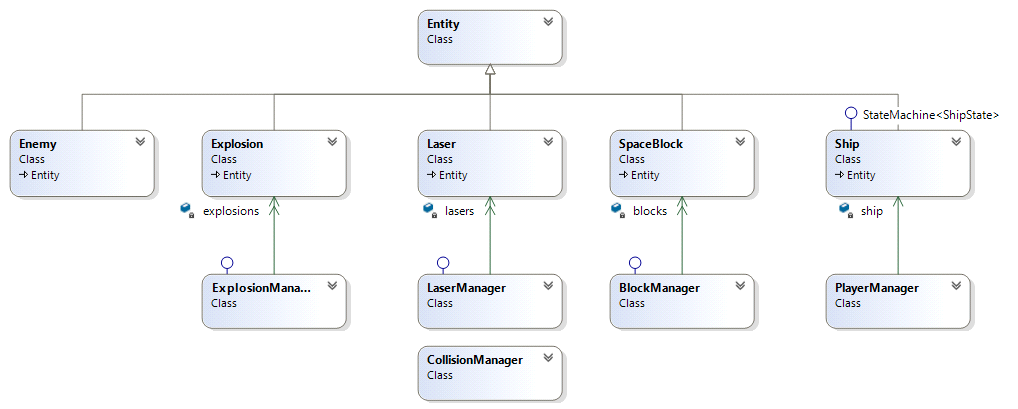 Entity
Class
StateMachine<ShipState>
Enemy
Class
Entity
Explosion
Class
Entity
Laser
Class
Entity
SpaceBlock
Class
Entity
Ship
Class
Entity
explosions
lasers
blocks
ship
ExplosionMana...
Class
LaserManager
Class
BlockManager
Class
PlayerManager
Class
CollisionManager
Class